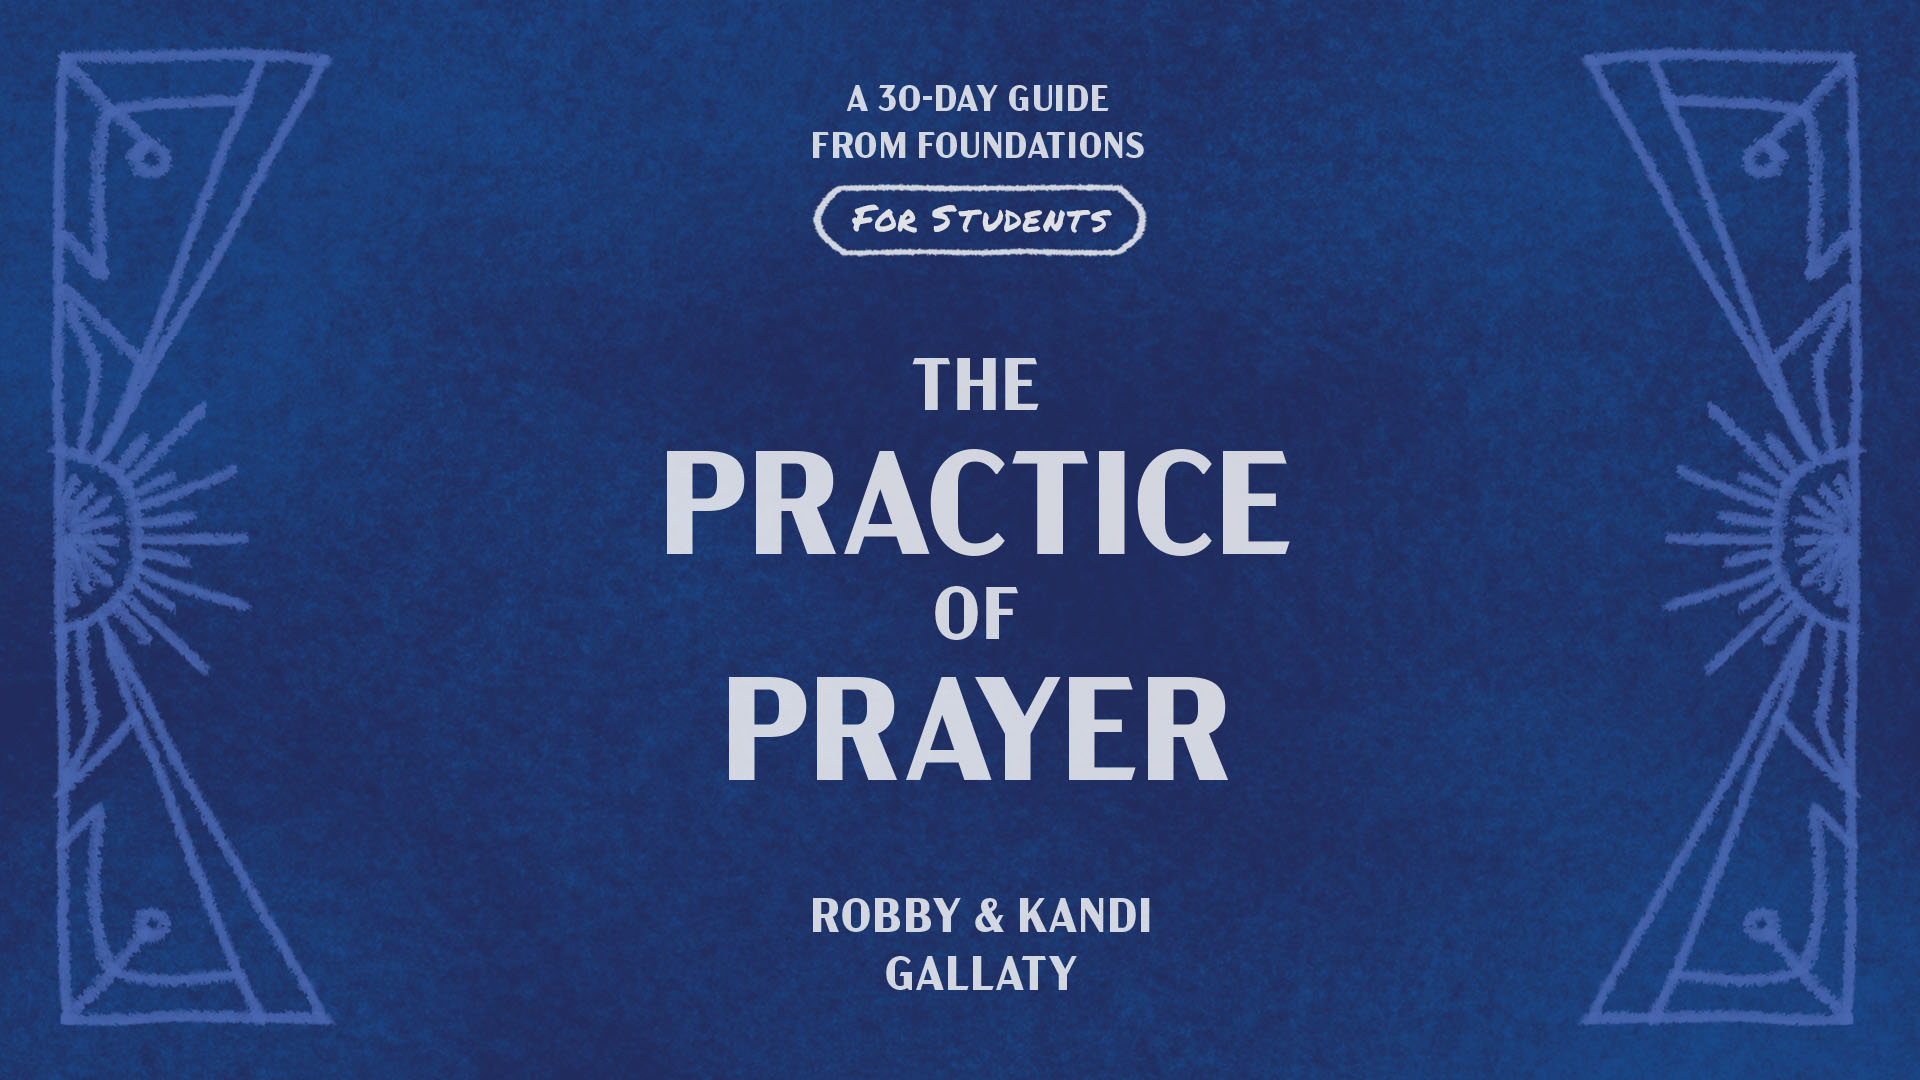 A 30-DAY GUIDE
FROM FOUNDATIONS
FOR STUDENTS
THE
PRACTICE
OF
PRAYER
ROBBY & KANDI
GALLATY